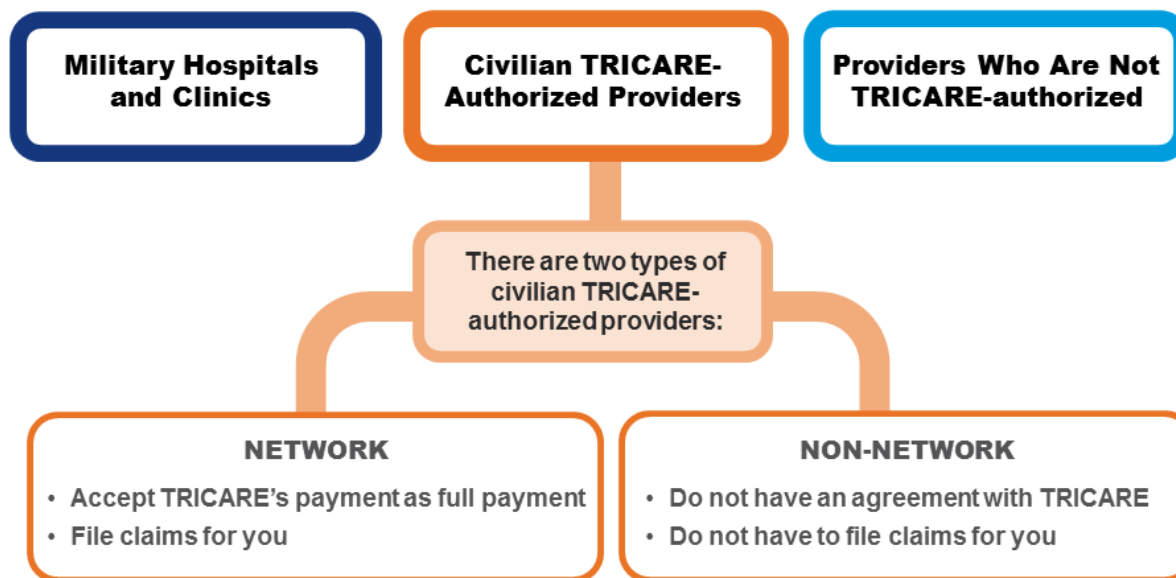 Military Hospitals
and Clinics
Civilian TRICARE-
Authorized Providers
Providers Who Are Not
TRICARE-authorized
There are two types of
civilian TRICARE-
authorized providers:
NETWORK
• Accept TRICARE’s payment as full payment
• File claims for you
NON-NETWORK
• Do not have an agreement with TRICARE
• Do not have to file claims for you